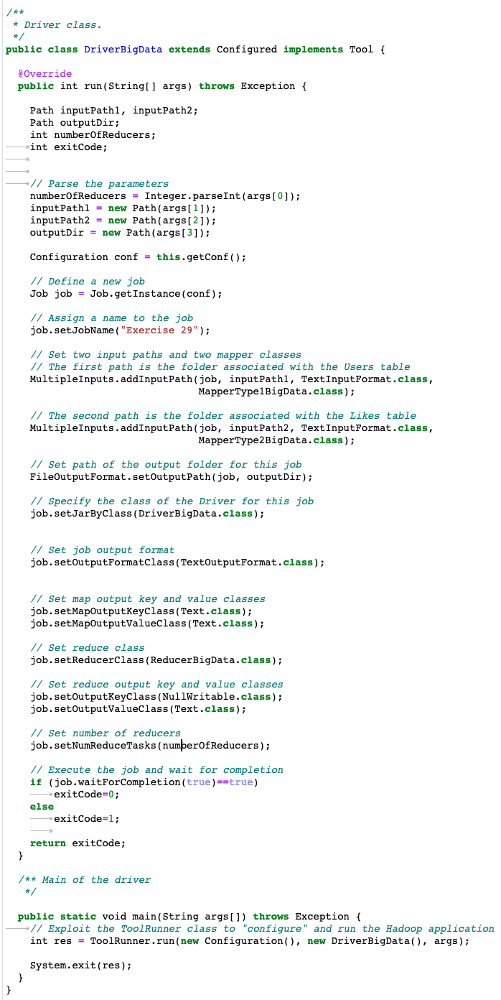 /**
 * Driver class.
 */
public class DriverBigData extends Configured implements Tool {

  @Override
  public int run(String[] args) throws Exception {

    Path inputPath1, inputPath2;
    Path outputDir;
    int numberOfReducers;
    int exitCode;

    // Parse the parameters
    numberOfReducers = Integer.parseInt(args[0]);
    inputPath1 = new Path(args[1]);
    inputPath2 = new Path(args[2]);
    outputDir = new Path(args[3]);

    Configuration conf = this.getConf();

    // Define a new job
    Job job = Job.getInstance(conf);

    // Assign a name to the job
    job.setJobName("Exercise 29");

    // Set two input paths and two mapper classes
    // The first path is the folder associated with the Users table
    MultipleInputs.addInputPath(job, inputPath1, TextInputFormat.class,
                                MapperType1BigData.class);

    // The second path is the folder associated with the Likes table
    MultipleInputs.addInputPath(job, inputPath2, TextInputFormat.class,
                                MapperType2BigData.class);

    // Set path of the output folder for this job
    FileOutputFormat.setOutputPath(job, outputDir);

    // Specify the class of the Driver for this job
    job.setJarByClass(DriverBigData.class);


    // Set job output format
    job.setOutputFormatClass(TextOutputFormat.class);


    // Set map output key and value classes
    job.setMapOutputKeyClass(Text.class);
    job.setMapOutputValueClass(Text.class);

    // Set reduce class
    job.setReducerClass(ReducerBigData.class);

    // Set reduce output key and value classes
    job.setOutputKeyClass(NullWritable.class);
    job.setOutputValueClass(Text.class);

    // Set number of reducers
    job.setNumReduceTasks(numberOfReducers);

    // Execute the job and wait for completion
    if (job.waitForCompletion(true)==true)
        exitCode=0;
    else
        exitCode=1;

    return exitCode;
  }

  /** Main of the driver
   */

  public static void main(String args[]) throws Exception {
    // Exploit the ToolRunner class to "configure" and run the Hadoop application
    int res = ToolRunner.run(new Configuration(), new DriverBigData(), args);

    System.exit(res);
  }
}